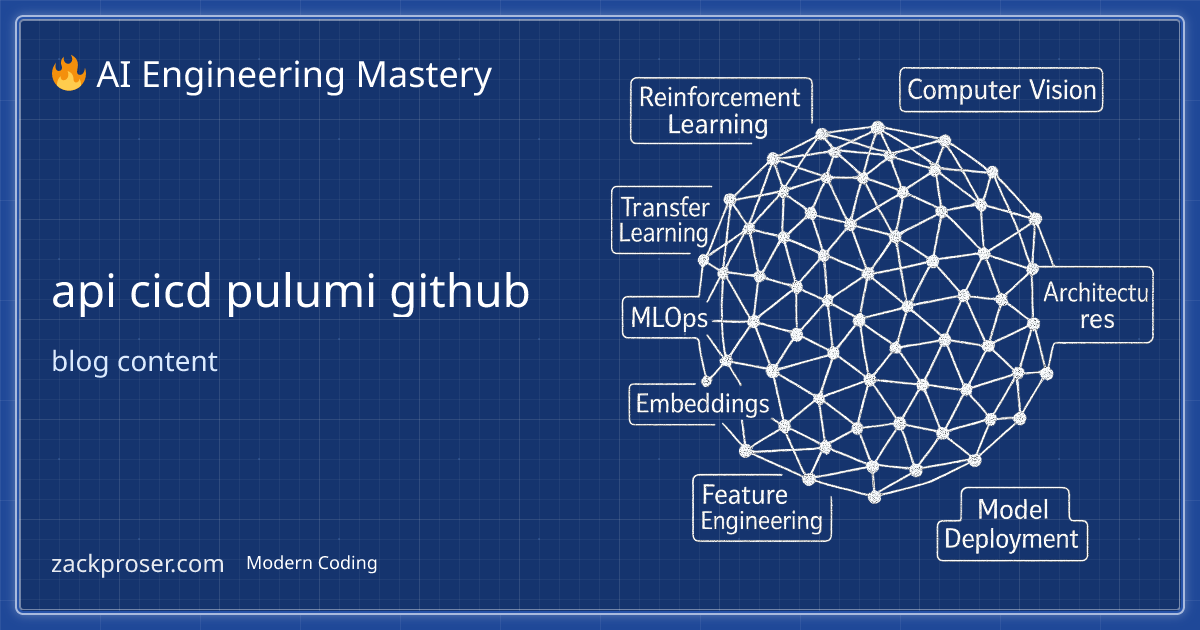 🔥 AI Engineering Mastery
api cicd pulumi github
blog content
zackproser.com
Modern Coding
Reinforcement
Learning
Computer Vision
Transfer
Learning
MLOps
Architectu
res
Embeddings
Feature
Engineering
Model
Deployment